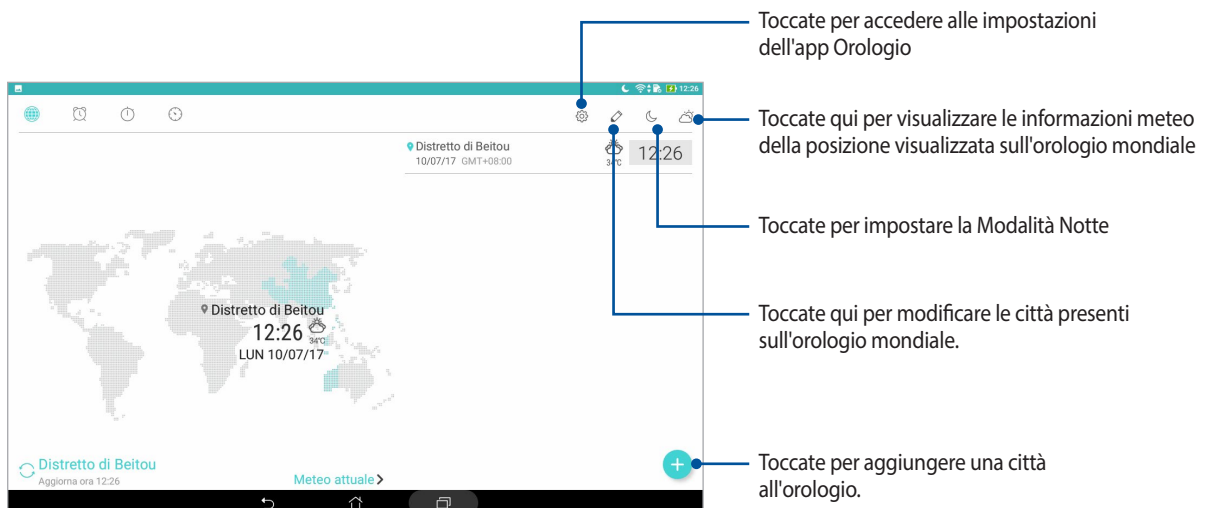 Toccate per accedere alle impostazioni
dell'app Orologio
12:26
Toccate qui per visualizzare le informazioni meteo
della posizione visualizzata sull'orologio mondiale
Distretto di Beitou
10/07/17 GMT+08:00
34°C
12:26
Toccate per impostare la Modalità Notte
Distretto di Beitou
12:26
34°C
LUN 10/07/17
Toccate qui per modificare le città presenti
sull'orologio mondiale.
Distretto di Beitou
Aggiorna ora 12:26
Meteo attuale
Toccate per aggiungere una città
all'orologio.